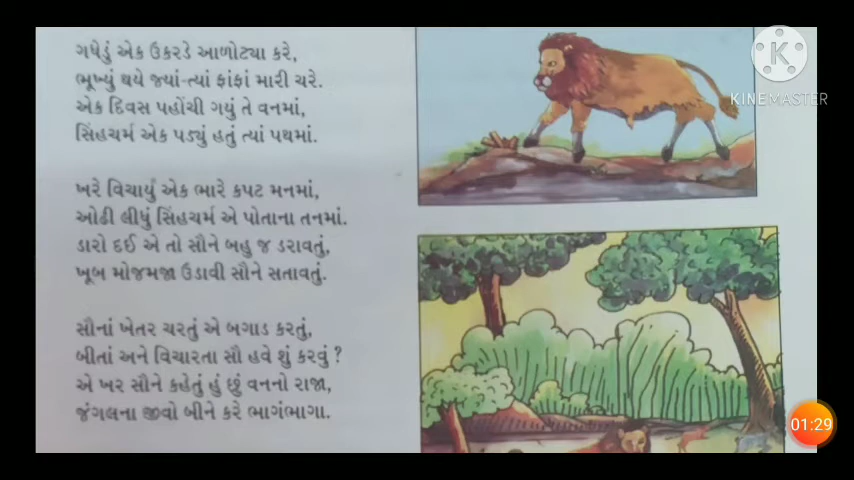 ગધેડું એક ઉકરડે આળોટ્યા કરે,
ભૂખ્યું થયે જ્યાં-ત્યાં ફાંફાં મારી ચરે.
એક દિવસ પહોંચી ગયું તે વનમાં,
સિંહચર્મ એક પડ્યું હતું ત્યાં પથમાં.
ખરે વિચાર્યું એક ભારે કપટ મનમાં,
ઓઢી લીધું સિંહચર્મ એ પોતાના તનમાં.
ડારો દઈ એ તો સૌને બહુ જ ડરાવતું,
ખૂબ મોજમજા ઉડાવી સૌને સતાવતું.
સૌનાં ખેતર ચરતું એ બગાડ કરતું,
બીતાં અને વિચારતા સૌ હવે શું કરવું ?
એ ખર સૌને કહેતું હું છું વનનો રાજા,
જંગલના જીવો બીને કરે ભાગંભાગા.
KINEMASTER
01:29